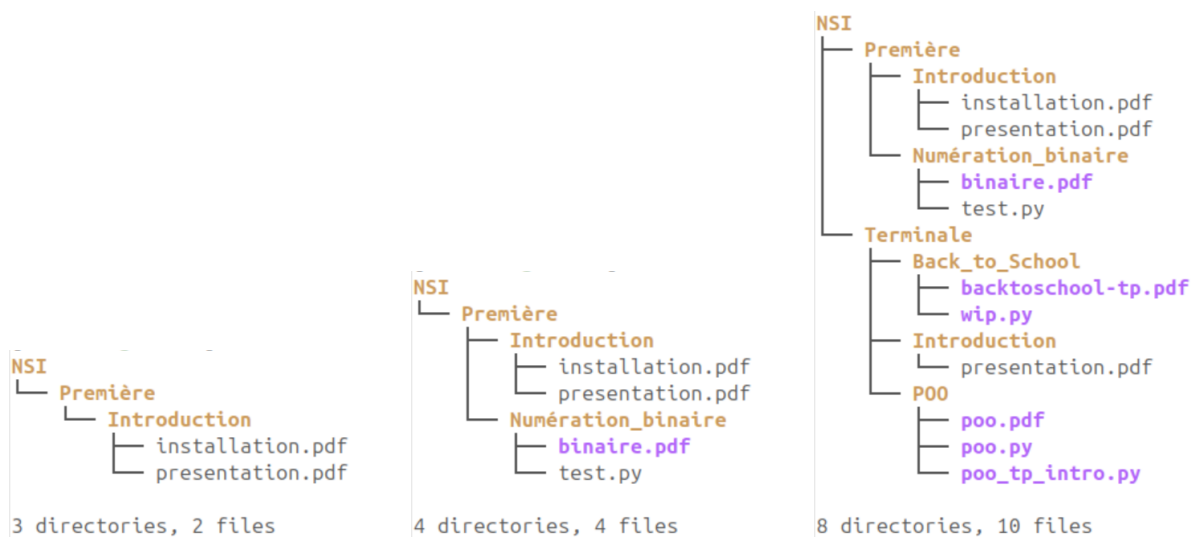 NSI
Première
Introduction
installation.pdf
presentation.pdf
3 directories, 2 files
NSI
Première
Introduction
installation.pdf
presentation.pdf
Numération_binaire
binaire.pdf
test.py
4 directories, 4 files
NSI
Première
Introduction
installation.pdf
presentation.pdf
Numération_binaire
binaire.pdf
test.py
Terminale
Back_to_School
backtoschool-tp.pdf
wip.py
Introduction
presentation.pdf
POO
poo.pdf
poo.py
poo_tp_intro.py
8 directories, 10 files